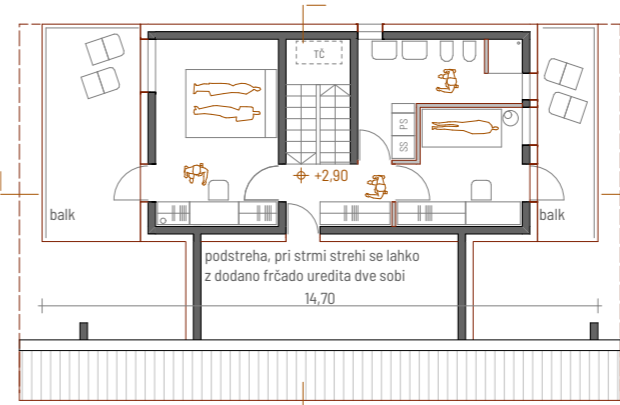 TČ
PS
SS
+2,90
balk
balk
podstreha, pri strmi strehi se lahko
z dodano frčado uredita dve sobi
14,70